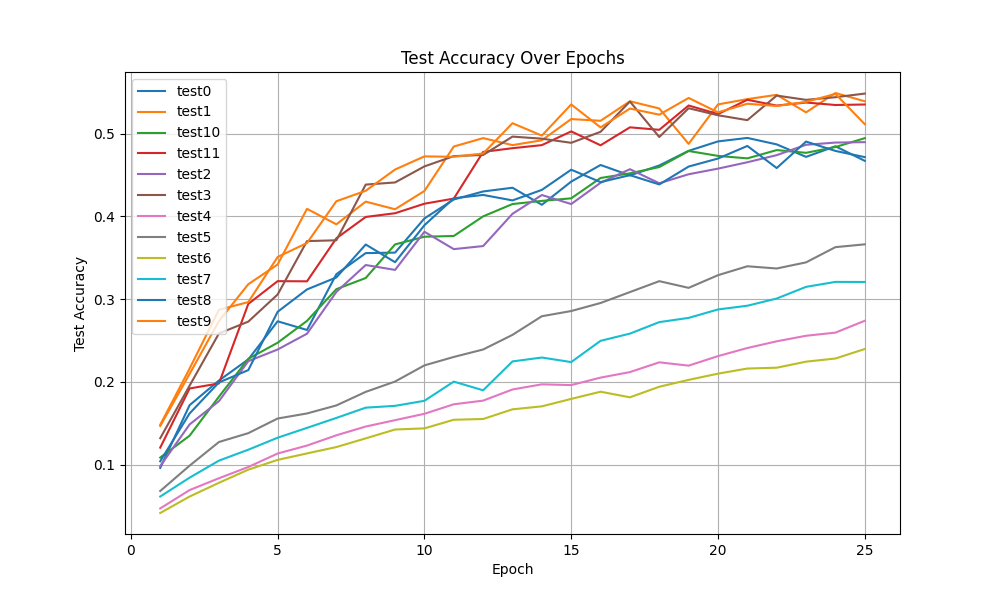 Test Accuracy Over Epochs
test0
test1
test10
test11
test2
test3
test4
test5
test6
test7
test8
test9
Test Accuracy
0.5
0.4
0.3
0.2
0.1
0
5
10
15
20
25
Epoch